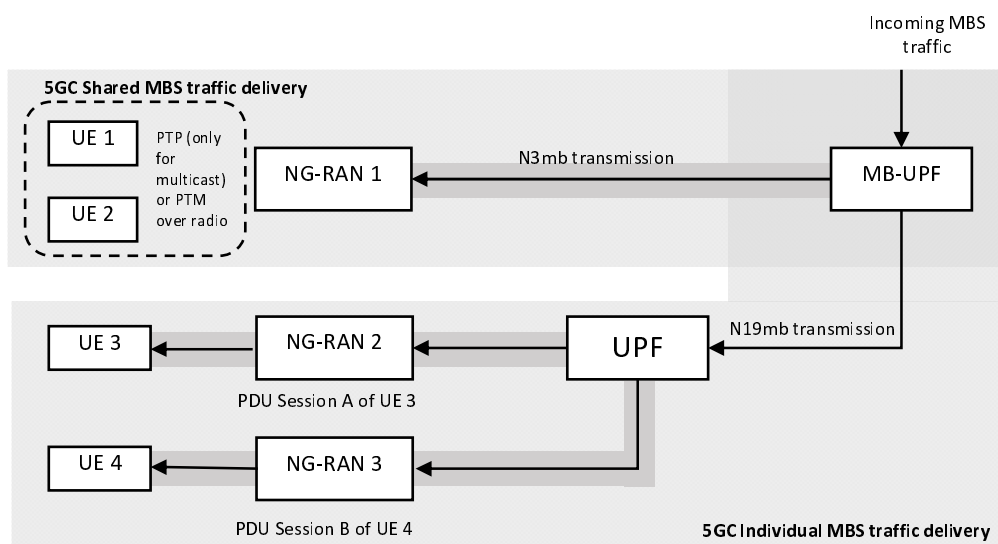 Incoming MBS
traffic
5GC Shared MBS traffic delivery
UE 1
UE 2
PTP (only
for
multicast)
or PTM
over radio
NG-RAN 1
N3mb transmission
MB-UPF
N19mb transmission
UE 3
NG-RAN 2
UPF
PDU Session A of UE 3
UE 4
NG-RAN 3
PDU Session B of UE 4
5GC Individual MBS traffic delivery